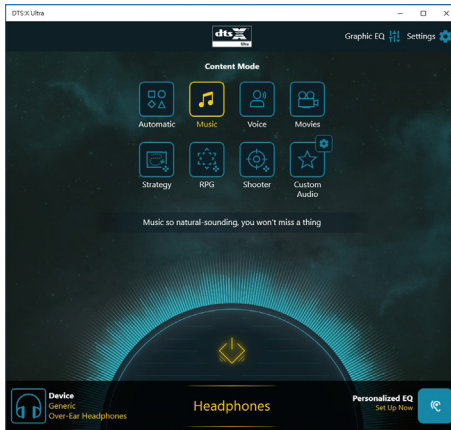 DTS:X Ultra
dts X
Ultra
Graphic EQ
Settings
Content Mode
Automatic
Music
Voice
Movies
Strategy
RPG
Shooter
Custom
Audio
Music so natural-sounding, you won't miss a thing
Device
Generic
Over-Ear Headphones
Headphones
Personalized EQ
Set Up Now